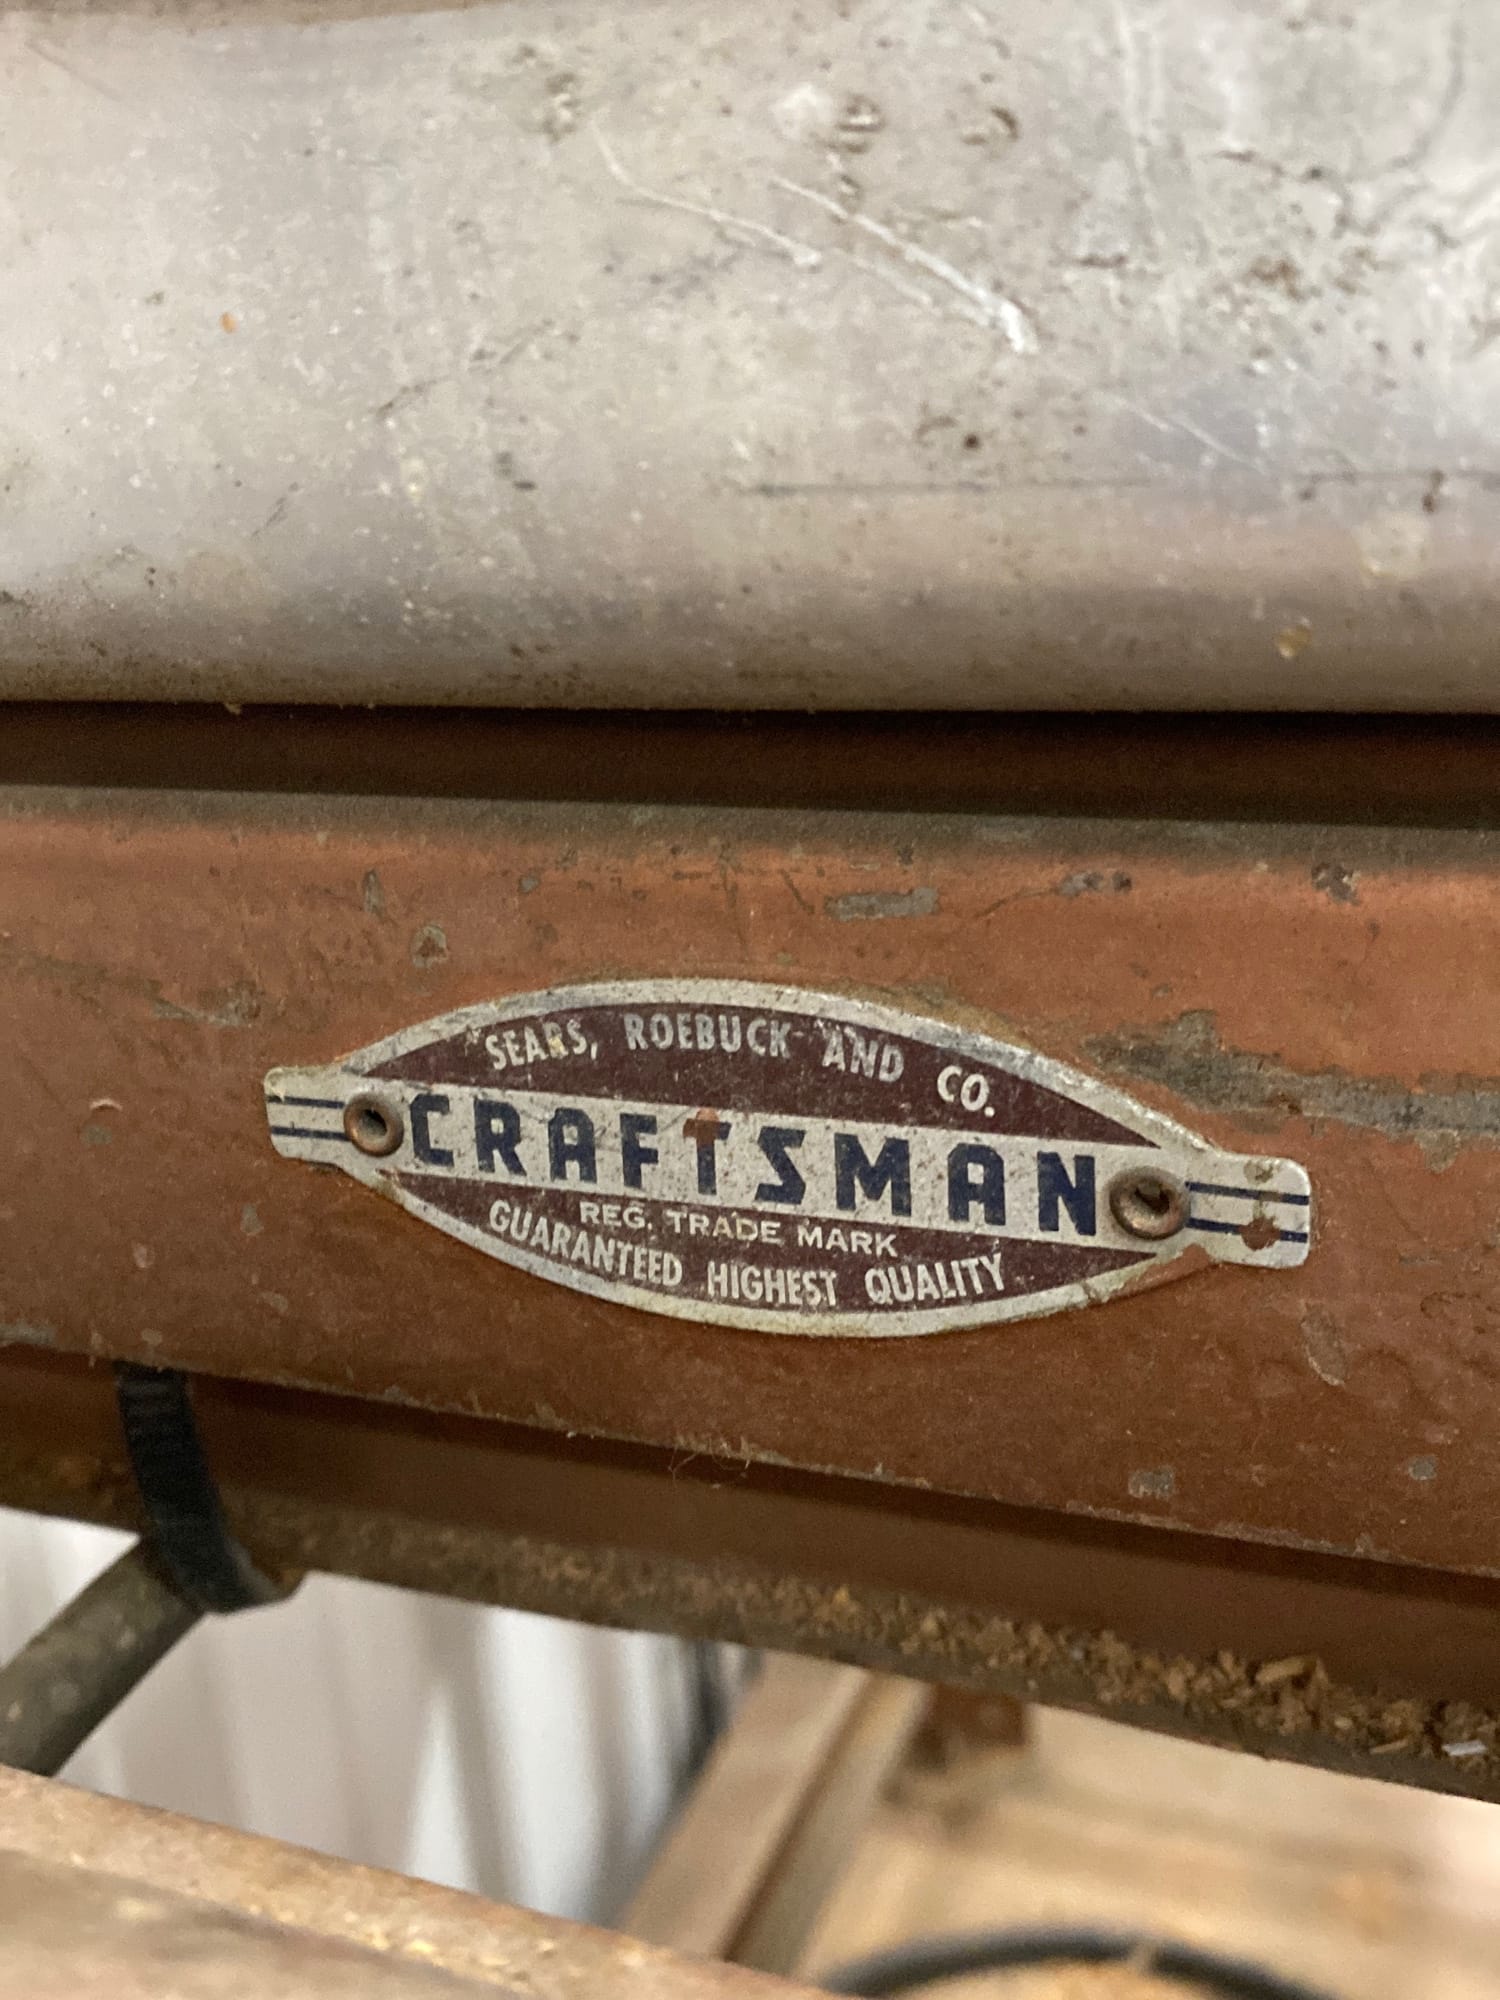 SEARS, ROEBUCK AND CO.
CRAFTSMAN
REG. TRADE MARK
GUARANTEED HIGHEST QUALITY